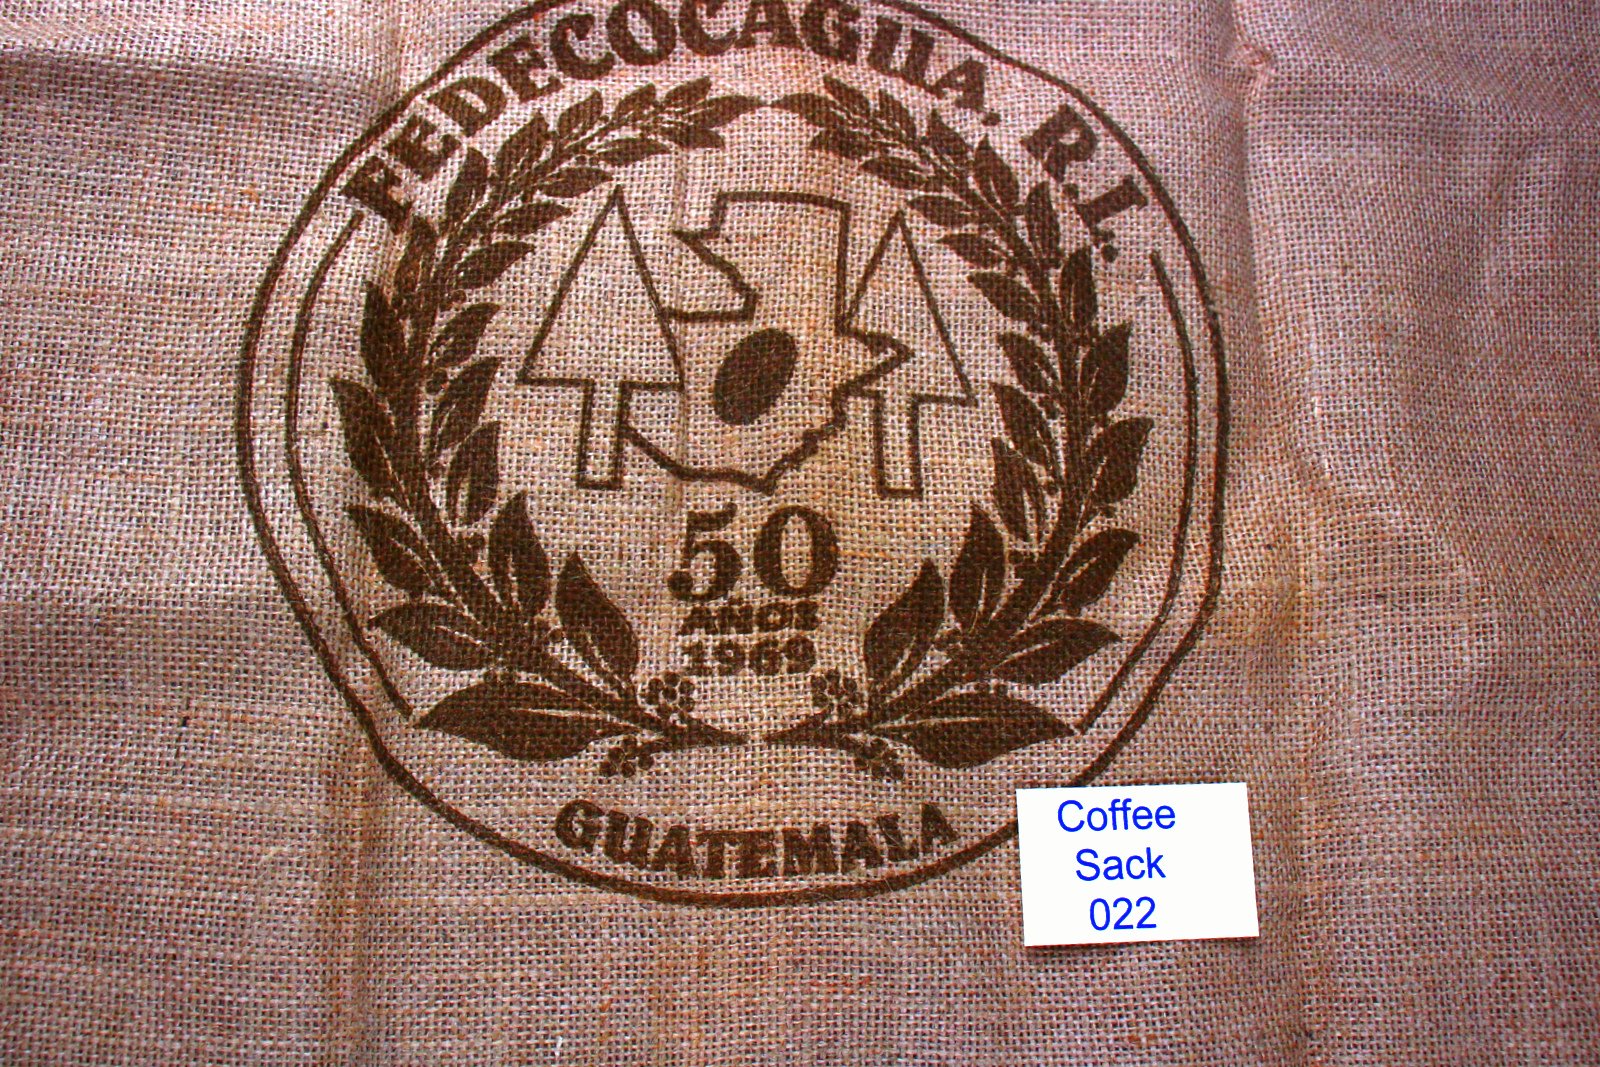 FEDECOCAGUA, R.L.
50
AÑOS
1969
GUATEMALA
Coffee
Sack
022